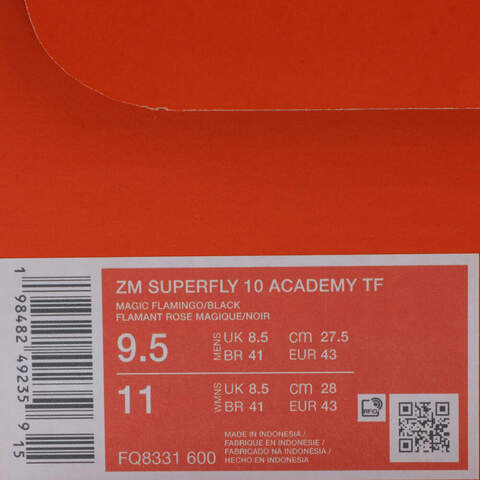 ZM SUPERFLY 10 ACADEMY TF
MAGIC FLAMINGO/BLACK
FLAMANT ROSE MAGIQUE/NOIR
9.5 MENS UK 8.5 cm 27.5
BR 41 EUR 43
11 WMNS UK 8.5 cm 28
BR 41 EUR 43
RFID
MADE IN INDONESIA /
FABRIQUE EN INDONESIE /
FABRICADO NA INDONÉSIA /
HECHO EN INDONESIA
FQ8331 600
1 98482 49235 9 15